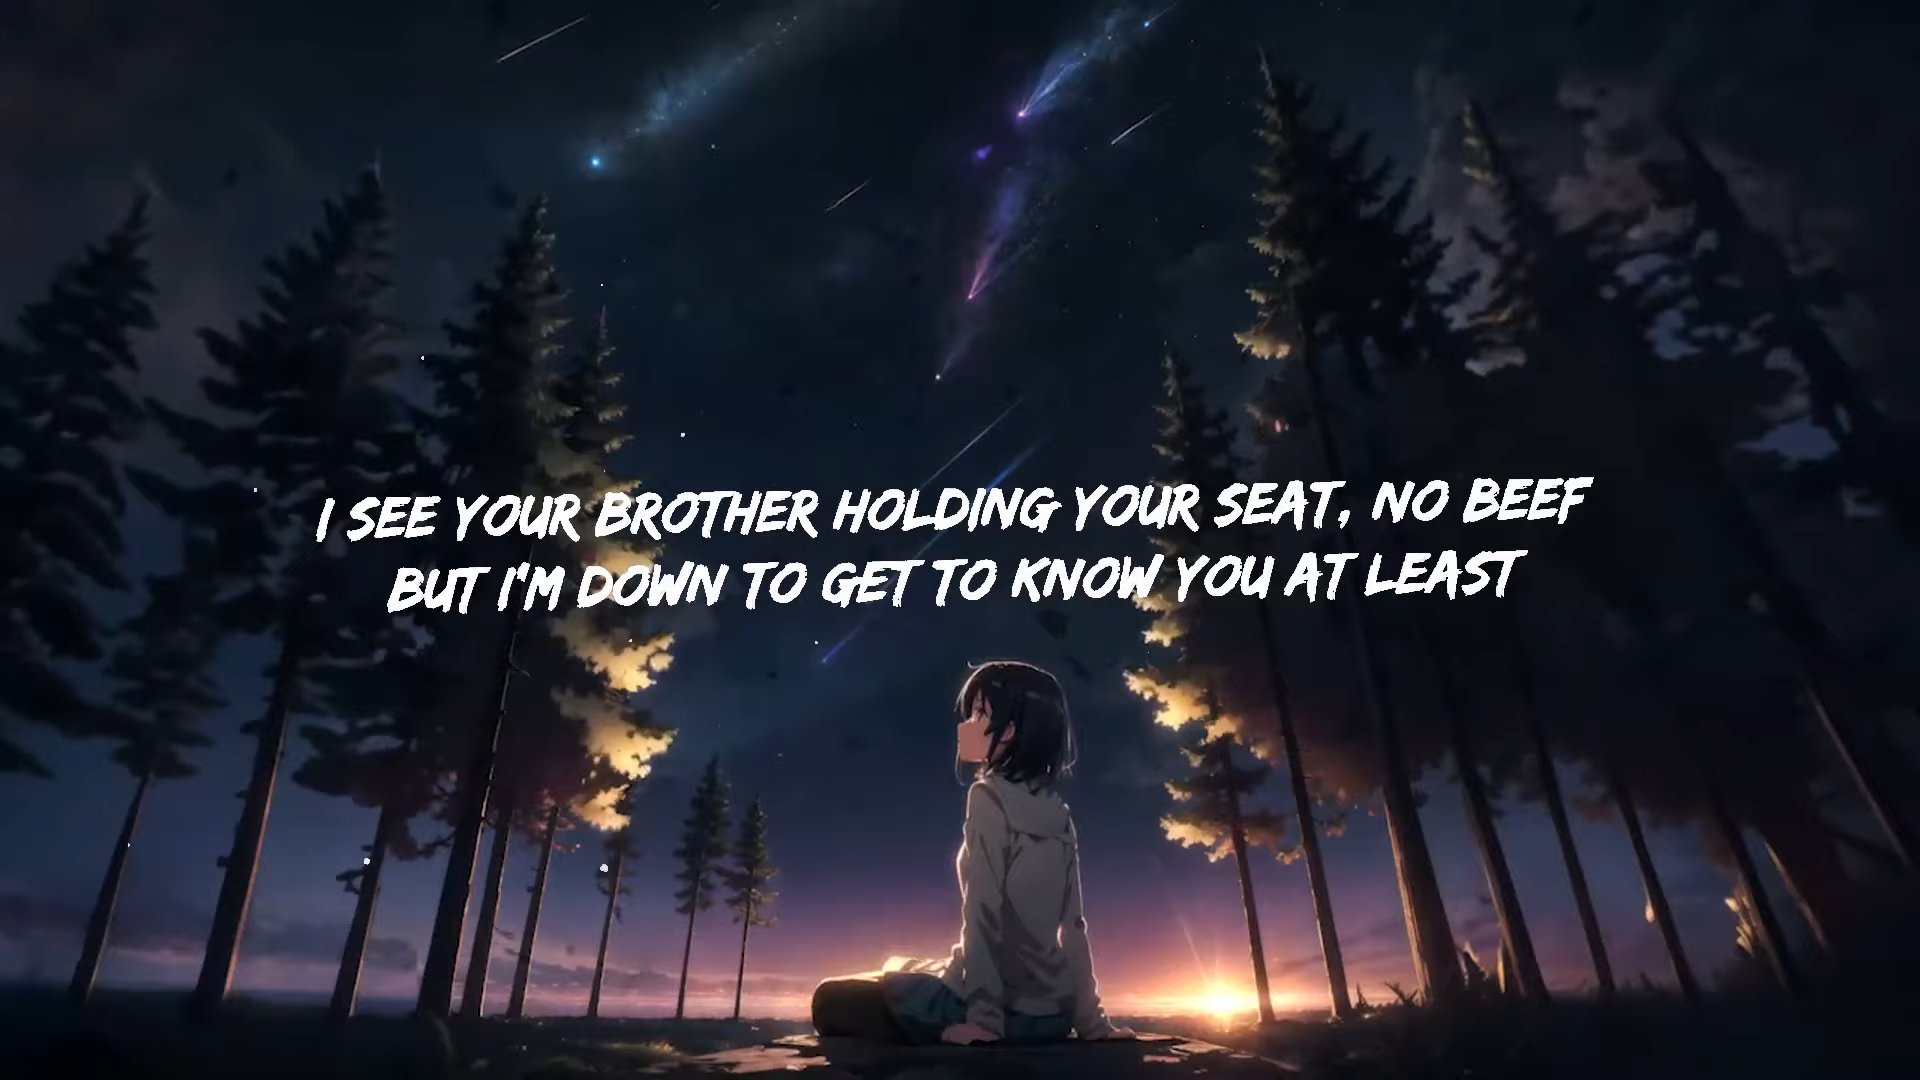 I SEE YOUR BROTHER HOLDING YOUR SEAT, NO BEEF
BUT I'M DOWN TO GET TO KNOW YOU AT LEAST